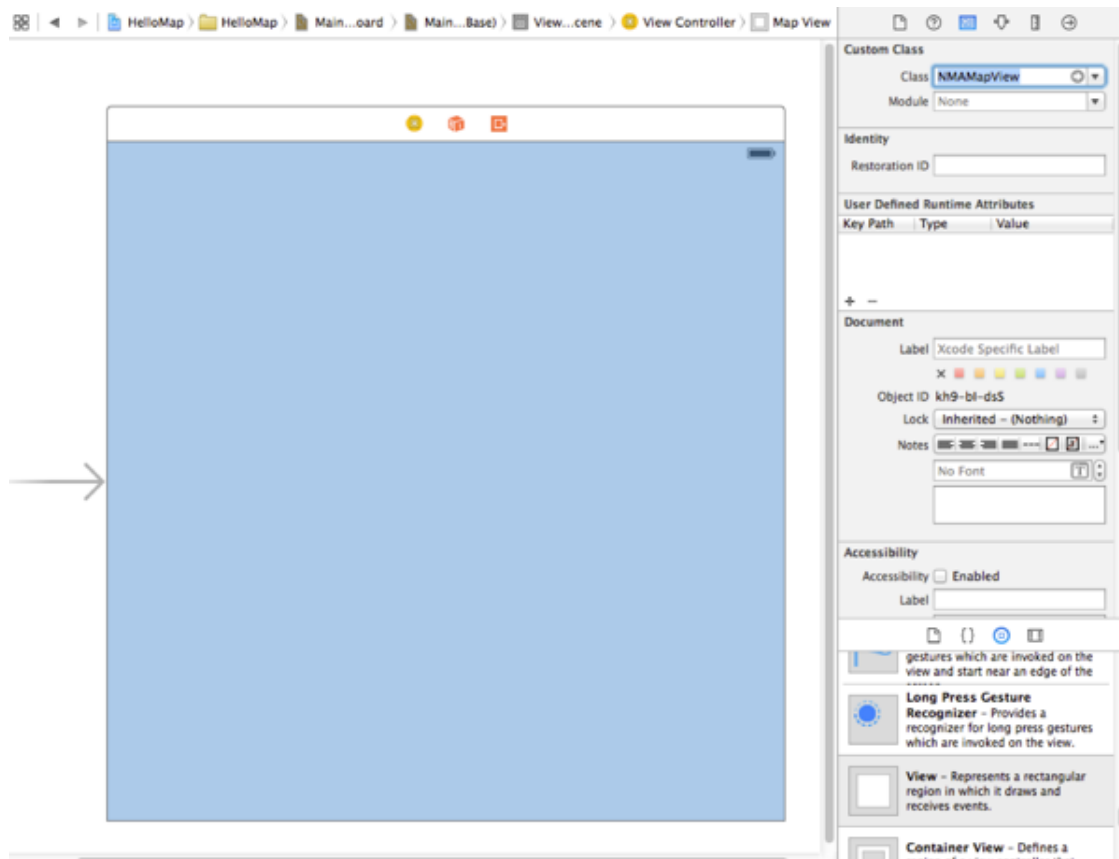 HelloMap HelloMap Main...oard Main...Base) View...cene View Controller Map View
Custom Class
Class NMAMapView
Module None
Identity
Restoration ID
User Defined Runtime Attributes
Key Path Type Value
+ −
Document
Label Xcode Specific Label
Object ID kh9-bI-dsS
Lock Inherited - (Nothing)
Notes
No Font
Accessibility
Accessibility Enabled
Label
{}
gestures which are invoked on the
view and start near an edge of the
Long Press Gesture
Recognizer - Provides a
recognizer for long press gestures
which are invoked on the view.
View - Represents a rectangular
region in which it draws and
receives events.
Container View - Defines a